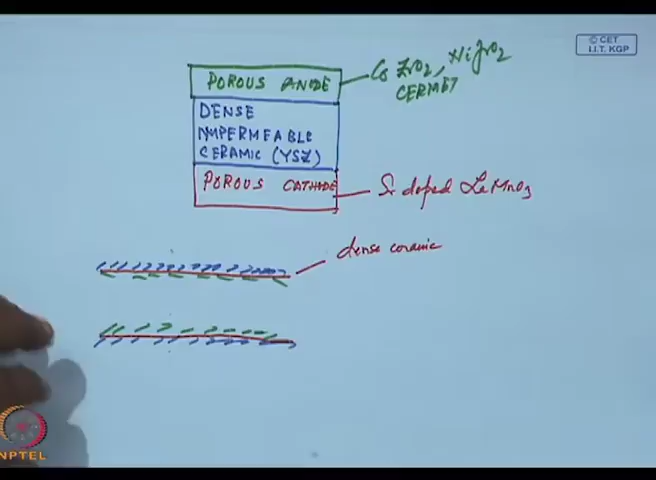 © CET
I.I.T. KGP
POROUS ANODE
Co ZrO2, Ni ZrO2
CERMET
DENSE
IMPERMEABLE
CERAMIC (YSZ)
POROUS CATHODE
Sr doped LaMnO3
dense ceramic
NPTEL